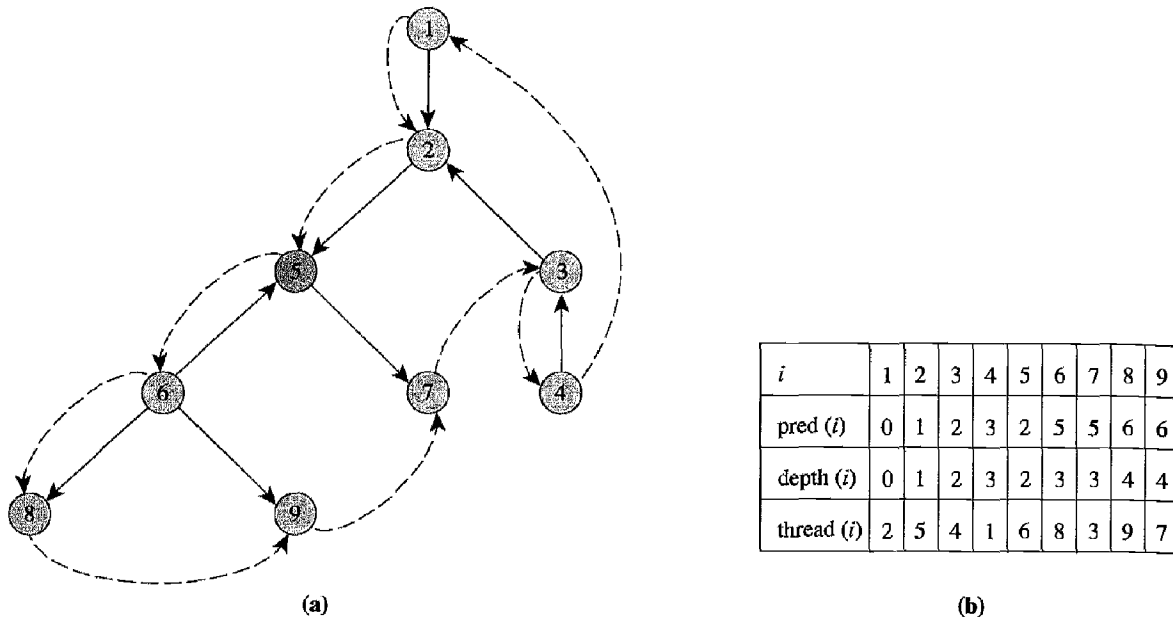 1
2
5
3
6
7
4
8
9
(a)
i 1 2 3 4 5 6 7 8 9
pred (i) 0 1 2 3 2 5 5 6 6
depth (i) 0 1 2 3 2 3 3 4 4
thread (i) 2 5 4 1 6 8 3 9 7
(b)